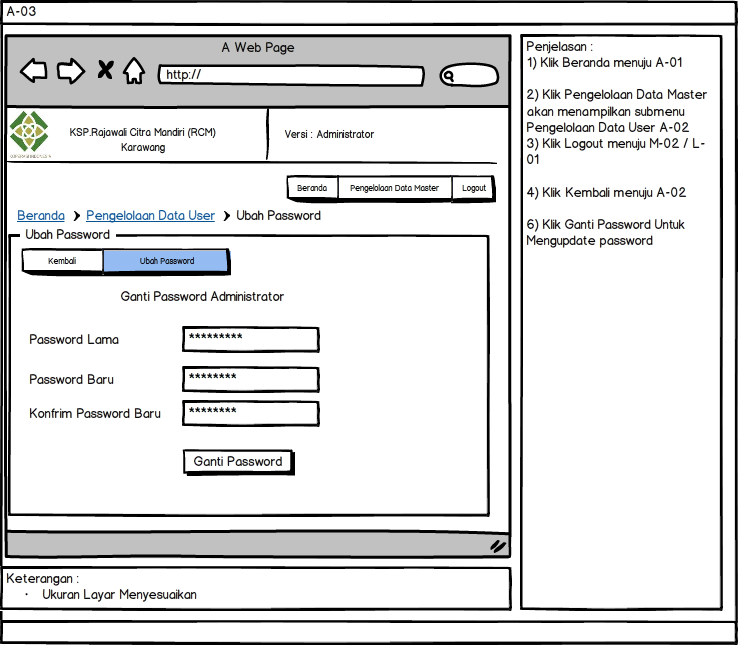 A-03
A Web Page
http://
KSP.Rajawali Citra Mandiri (RCM)
Karawang
Versi : Administrator
Beranda
Pengelolaan Data Master
Logout
Beranda
Pengelolaan Data User
Ubah Password
Ubah Password
Kembali
Ubah Password
Ganti Password Administrator
Password Lama
*********
Password Baru
********
Konfrim Password Baru
********
Ganti Password
Keterangan :
· Ukuran Layar Menyesuaikan
Penjelasan :
1) Klik Beranda menuju A-01
2) Klik Pengelolaan Data Master
akan menampilkan submenu
Pengelolaan Data User A-02
3) Klik Logout menuju M-02 / L-
01
4) Klik Kembali menuju A-02
6) Klik Ganti Password Untuk
Mengupdate password